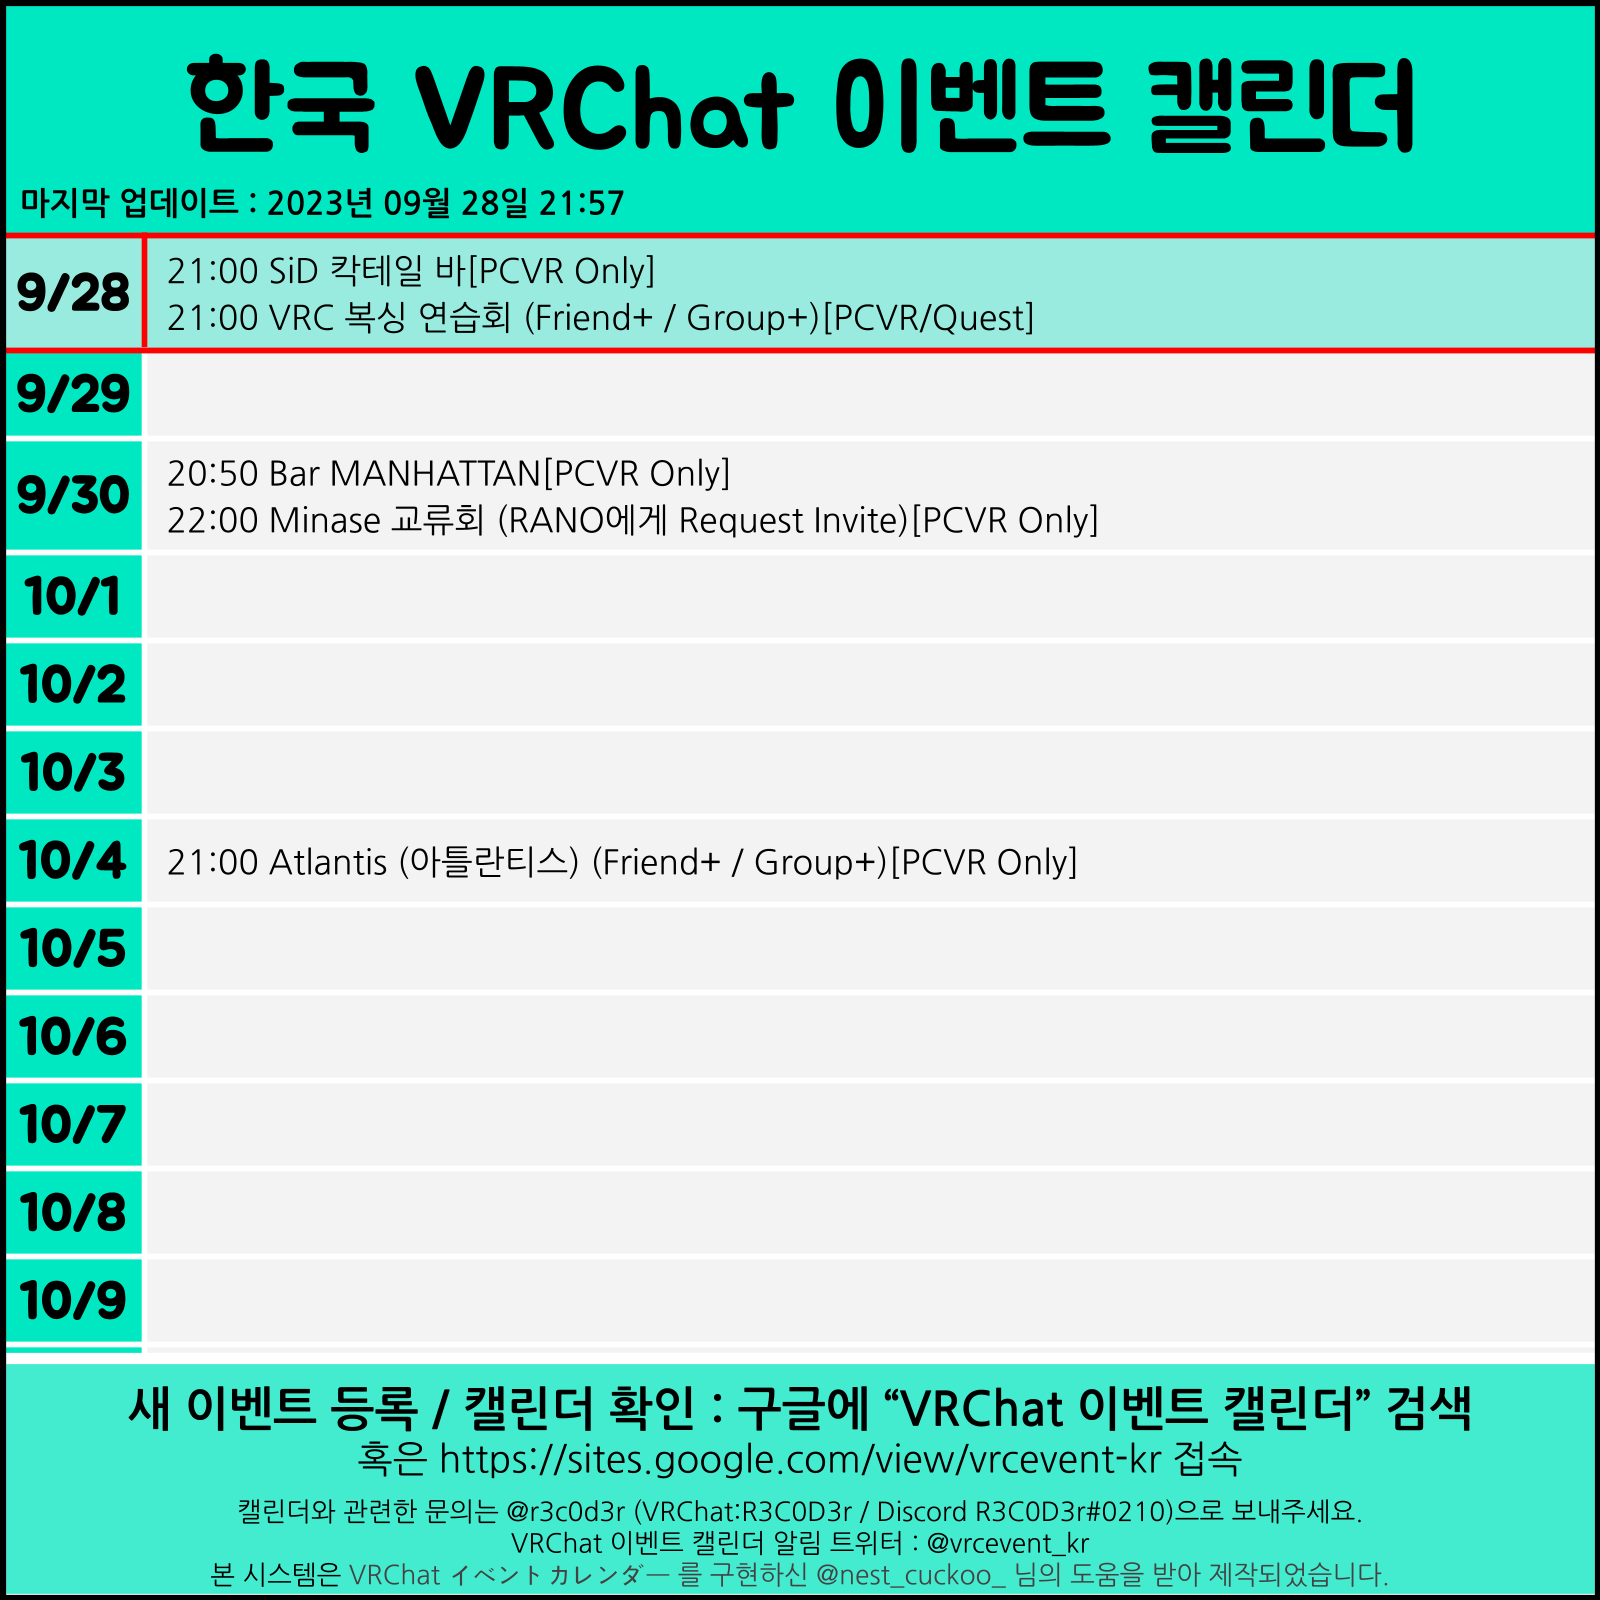 한국 VRChat 이벤트 캘린더
마지막 업데이트 : 2023년 09월 28일 21:57
9/28
21:00 SiD 칵테일 바[PCVR Only]
21:00 VRC 복싱 연습회 (Friend+ / Group+)[PCVR/Quest]
9/29
9/30
20:50 Bar MANHATTAN[PCVR Only]
22:00 Minase 교류회 (RANO에게 Request Invite)[PCVR Only]
10/1
10/2
10/3
10/4
21:00 Atlantis (아틀란티스) (Friend+ / Group+)[PCVR Only]
10/5
10/6
10/7
10/8
10/9
새 이벤트 등록 / 캘린더 확인 : 구글에 “VRChat 이벤트 캘린더” 검색
혹은 https://sites.google.com/view/vrcevent-kr 접속
캘린더와 관련한 문의는 @r3c0d3r (VRChat:R3C0D3r / Discord R3C0D3r#0210)으로 보내주세요.
VRChat 이벤트 캘린더 알림 트위터 : @vrcevent_kr
본 시스템은 VRChat イベントカレンダー 를 구현하신 @nest_cuckoo_ 님의 도움을 받아 제작되었습니다.